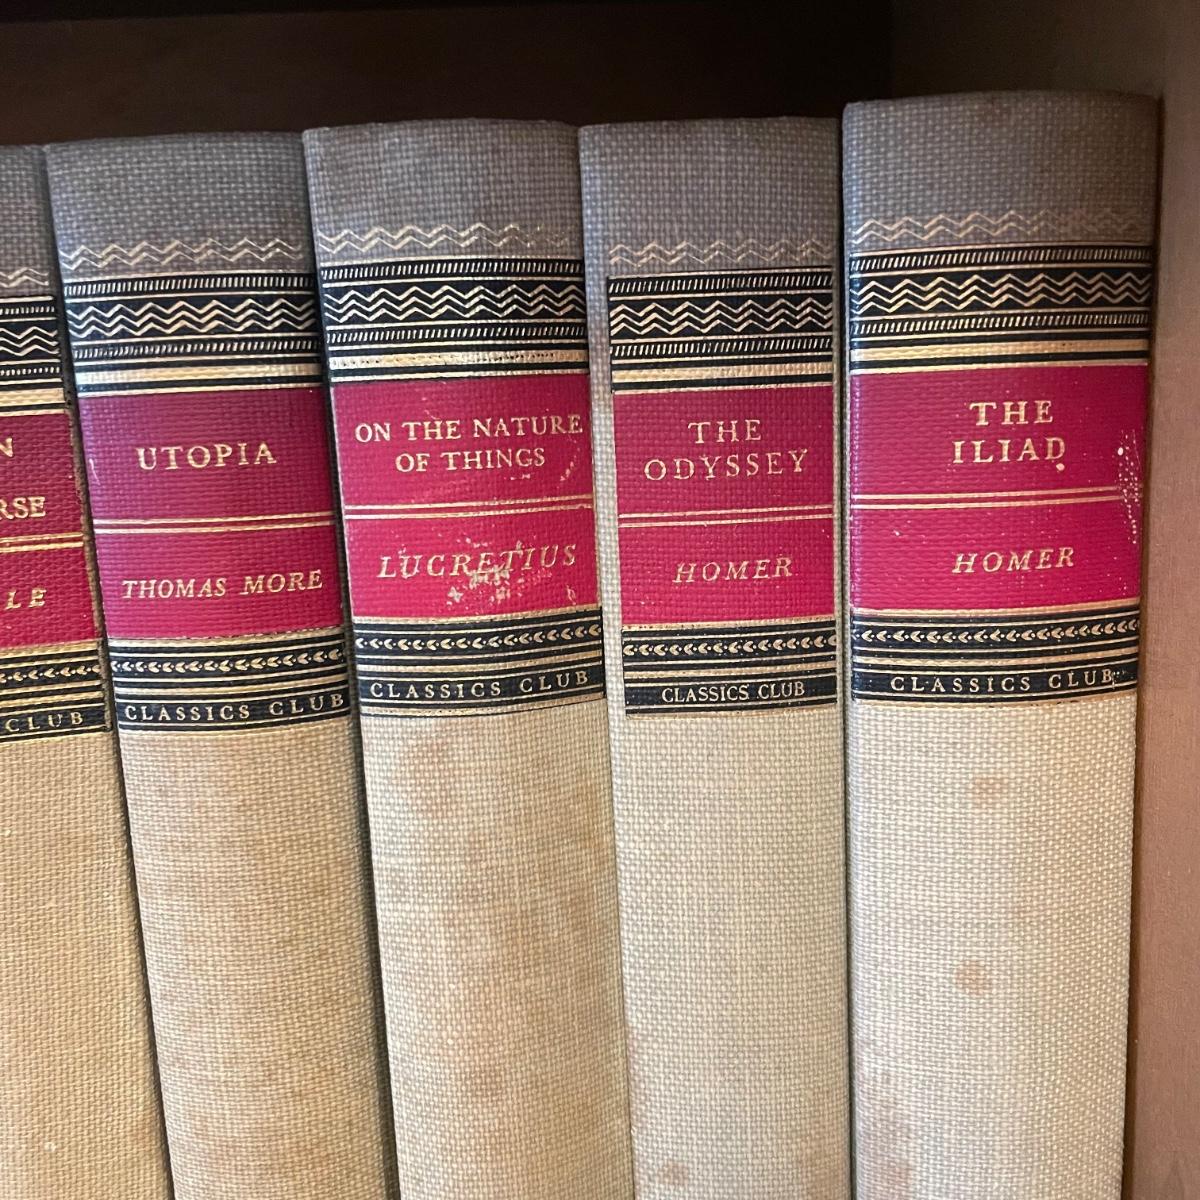 UTOPIA
THOMAS MORE
CLASSICS CLUB
ON THE NATURE
OF THINGS
LUCRETIUS
CLASSICS CLUB
THE
ODYSSEY
HOMER
CLASSICS CLUB
THE
ILIAD
HOMER
CLASSICS CLUB
CLUB